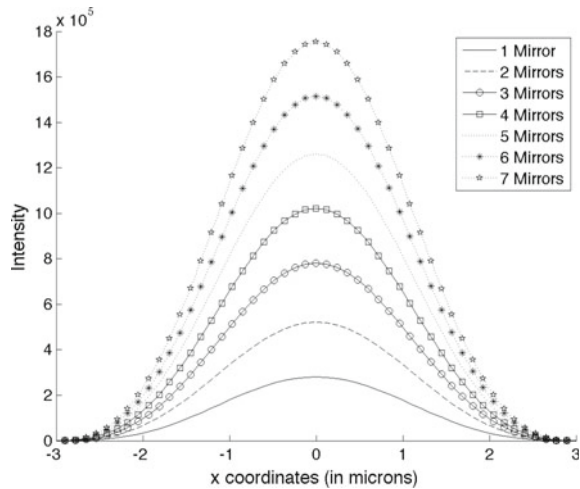 x 10^5
18
16
14
12
10
8
6
4
2
0
Intensity
-3
-2
-1
0
1
2
3
x coordinates (in microns)
1 Mirror
2 Mirrors
3 Mirrors
4 Mirrors
5 Mirrors
6 Mirrors
7 Mirrors